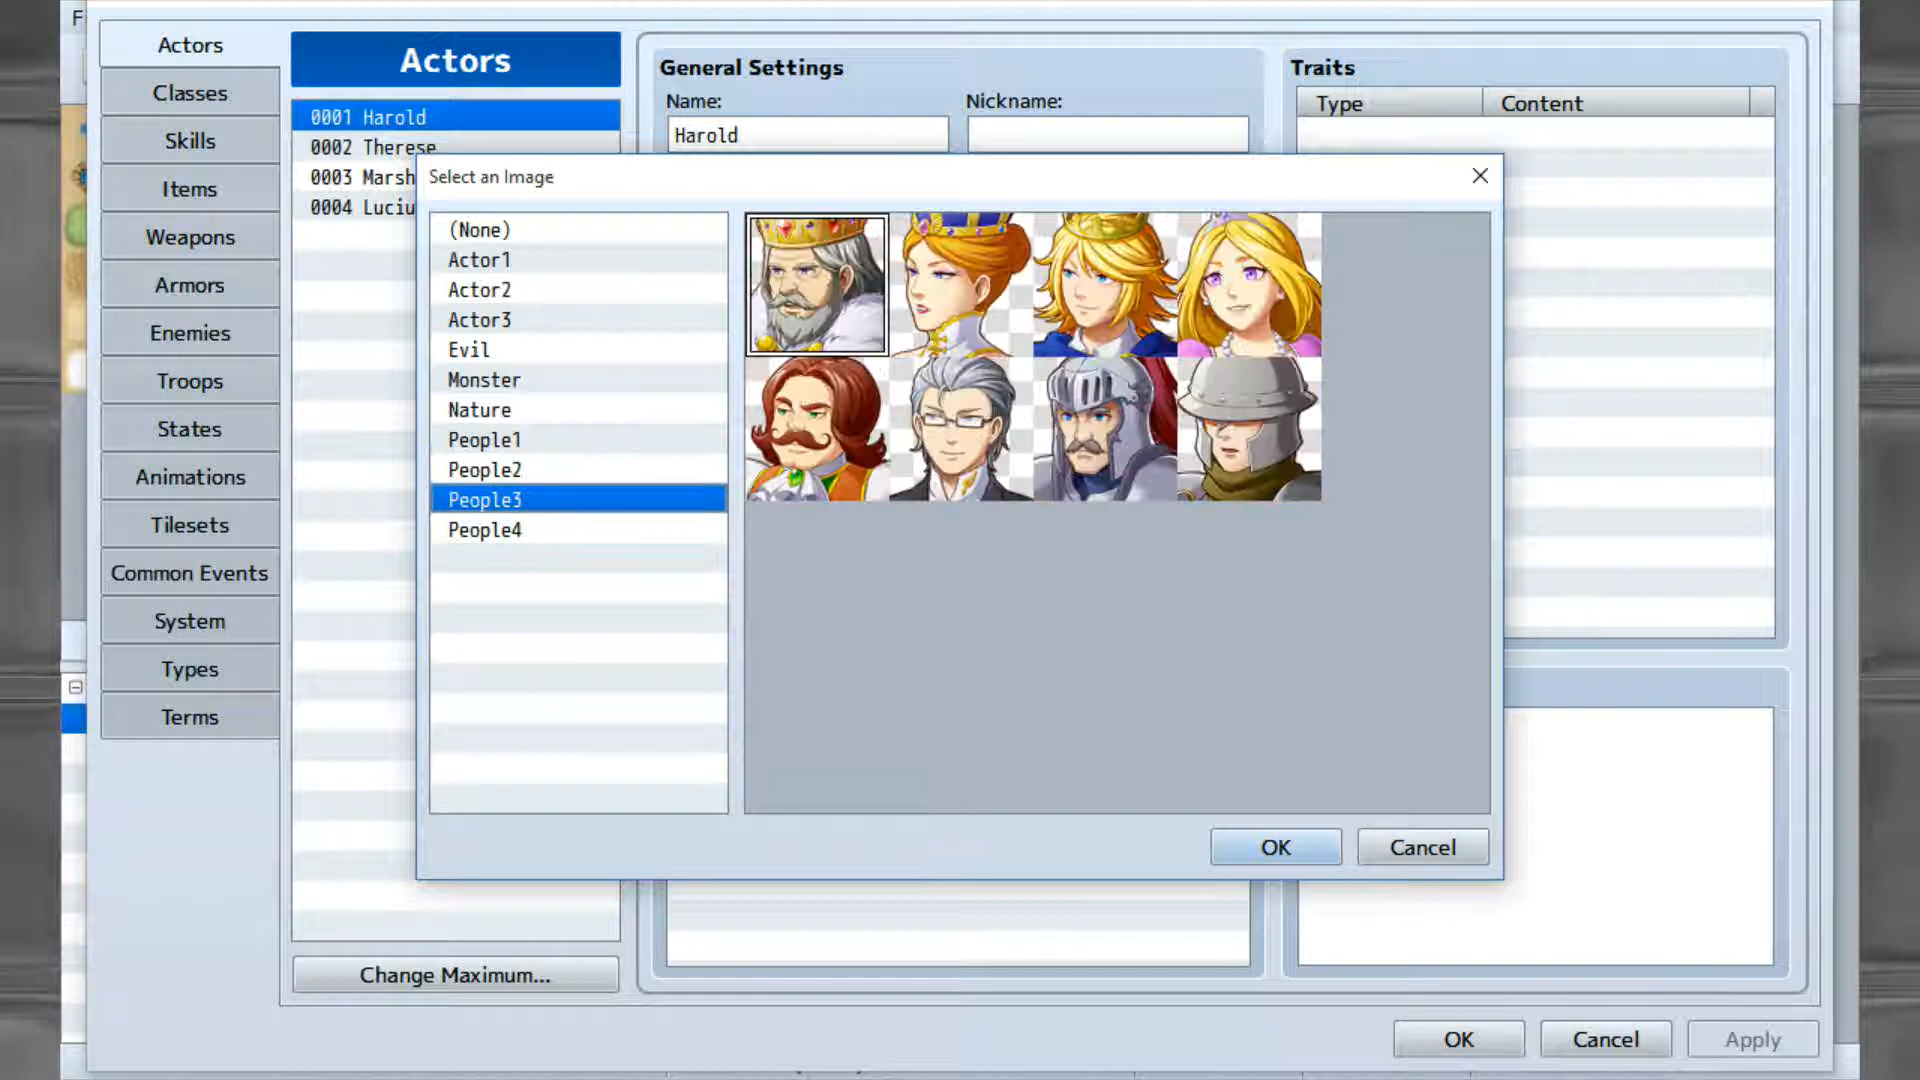 F
Actors
Classes
Skills
Items
Weapons
Armors
Enemies
Troops
States
Animations
Tilesets
Common Events
System
Types
Terms
Actors
0001 Harold
0002 Therese
0003 Marsh
0004 Luciu
Change Maximum...
General Settings
Name:
Nickname:
Harold
Traits
Type
Content
Select an Image
(None)
Actor1
Actor2
Actor3
Evil
Monster
Nature
People1
People2
People3
People4
OK
Cancel
OK
Cancel
Apply